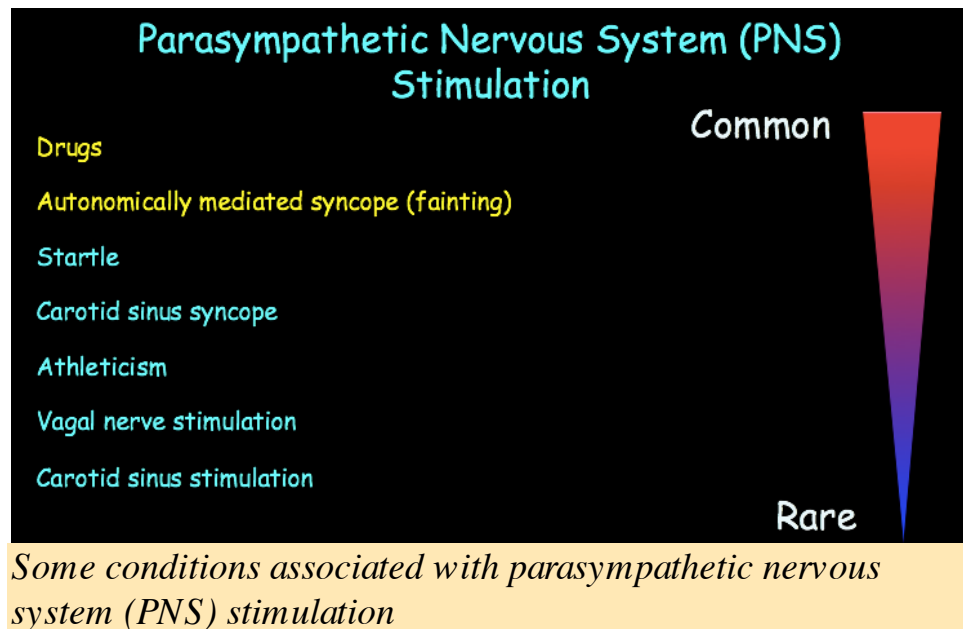 Parasympathetic Nervous System (PNS)
Stimulation
Common
Drugs
Autonomically mediated syncope (fainting)
Startle
Carotid sinus syncope
Athleticism
Vagal nerve stimulation
Carotid sinus stimulation
Rare
Some conditions associated with parasympathetic nervous
system (PNS) stimulation